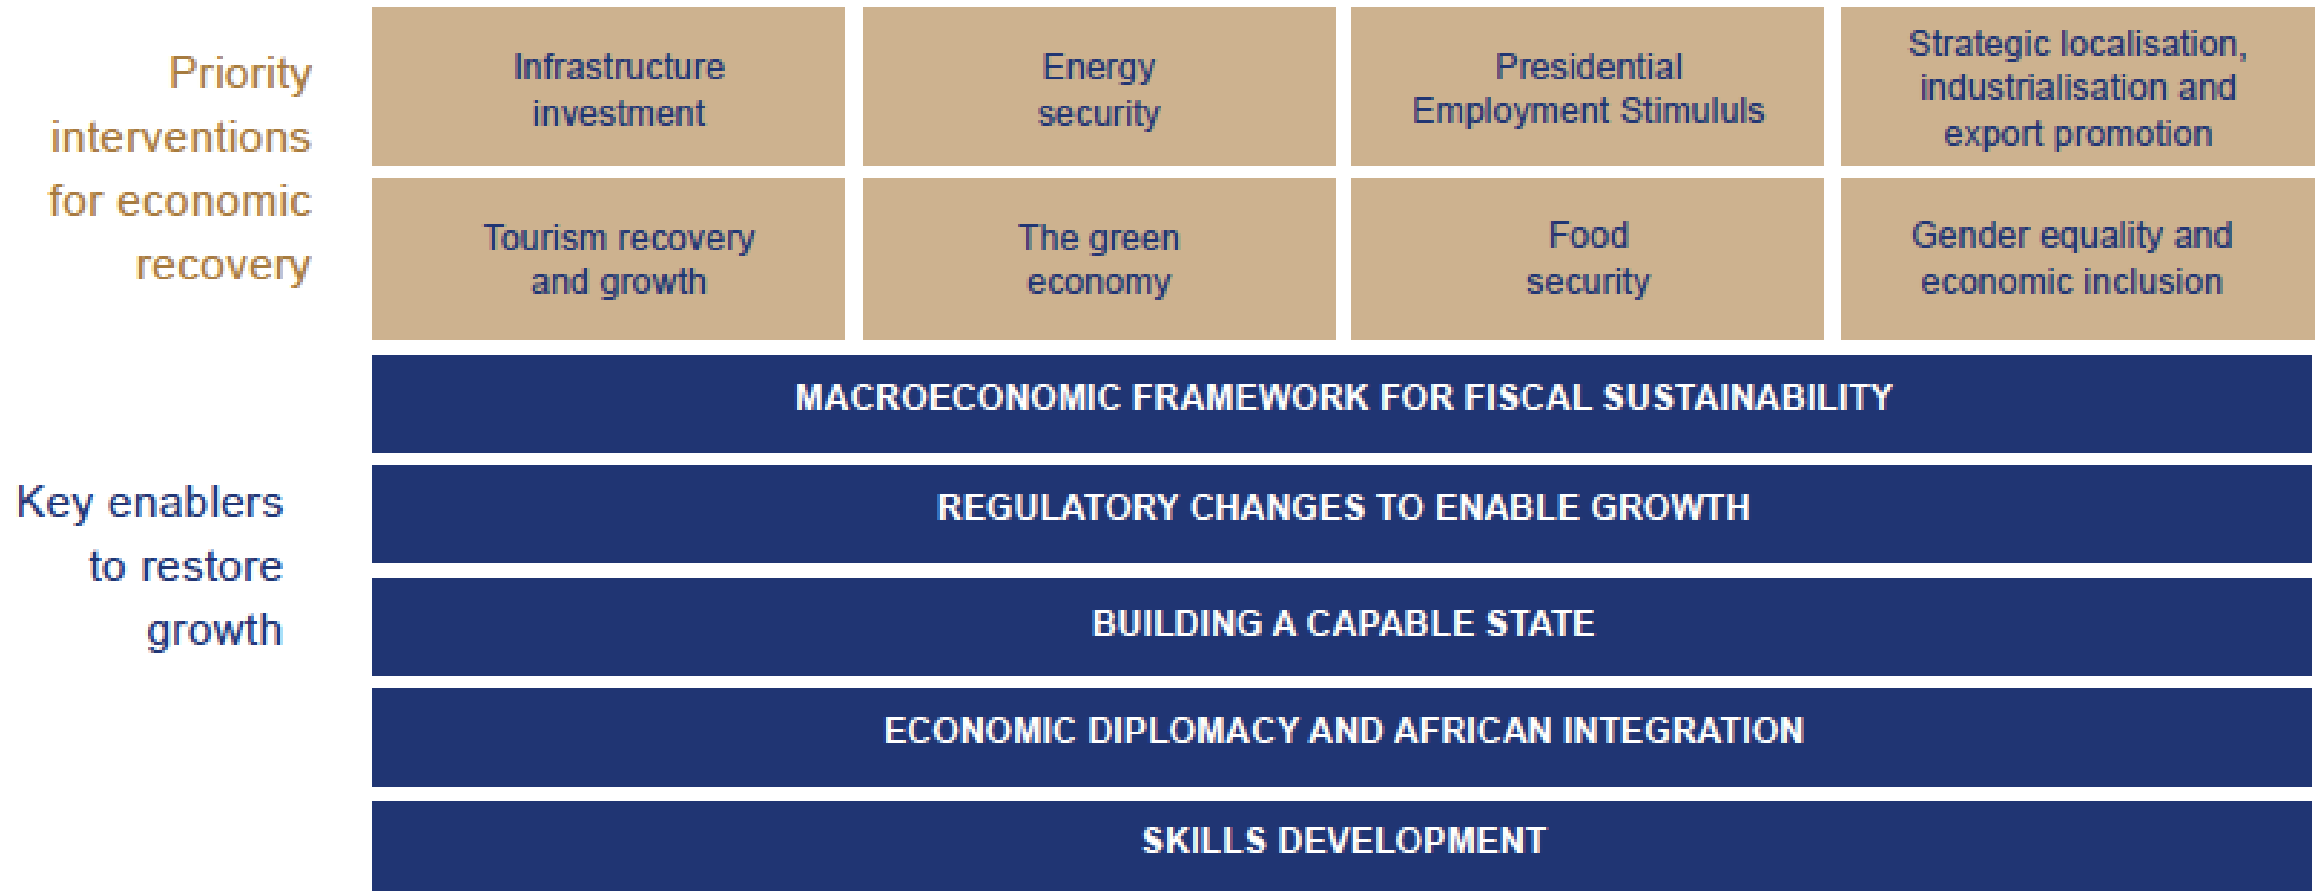 Priority
interventions
for economic
recovery
Infrastructure
investment
Energy
security
Presidential
Employment Stimululs
Strategic localisation,
industrialisation and
export promotion
Tourism recovery
and growth
The green
economy
Food
security
Gender equality and
economic inclusion
Key enablers
to restore
growth
MACROECONOMIC FRAMEWORK FOR FISCAL SUSTAINABILITY
REGULATORY CHANGES TO ENABLE GROWTH
BUILDING A CAPABLE STATE
ECONOMIC DIPLOMACY AND AFRICAN INTEGRATION
SKILLS DEVELOPMENT